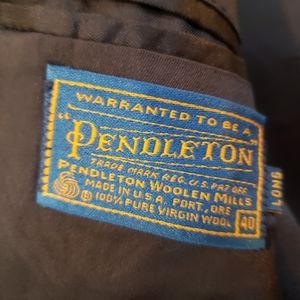 WARRANTED TO BE A
"PENDLETON"
TRADE MARK REG. U.S. PAT. OFF.
PENDLETON WOOLEN MILLS
MADE IN U.S.A. PORT., ORE
100% PURE VIRGIN WOOL 40
LONG